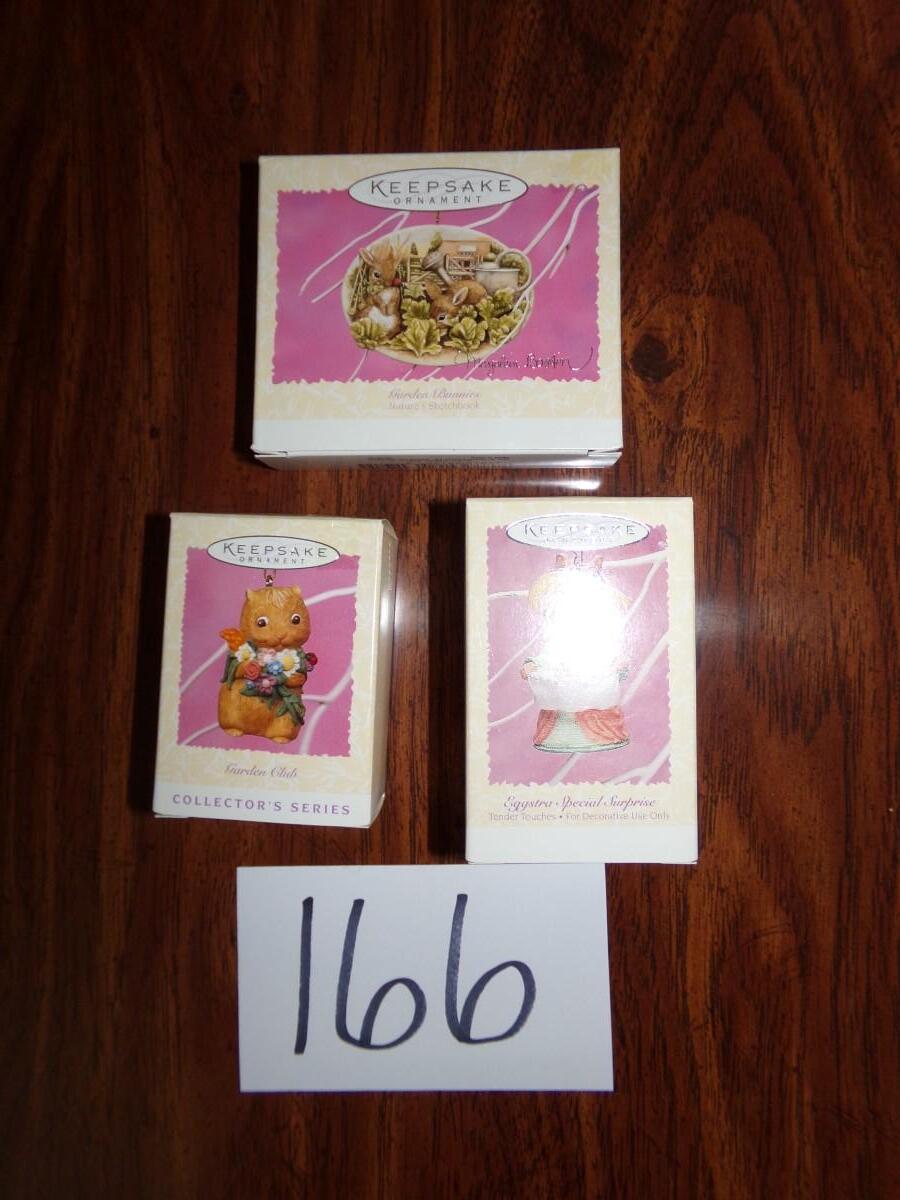 KEEPSAKE
ORNAMENT
Garden Bunnies
Nature's Sketchbook
KEEPSAKE
ORNAMENT
Garden Club
COLLECTOR'S SERIES
KEEPSAKE
Eggstra Special Surprise
Tender Touches • For Decorative Use Only
166